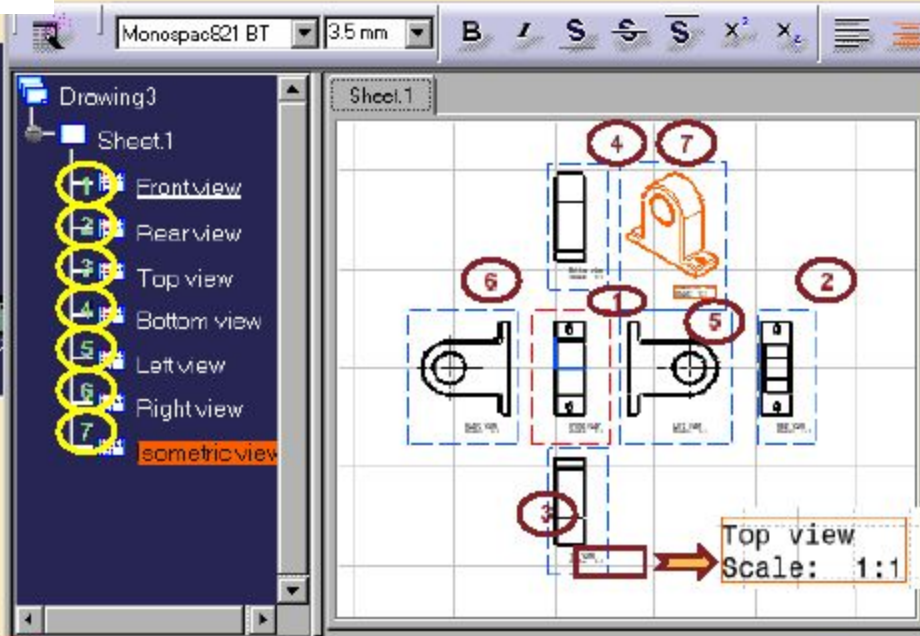 Monospac821 BT 3.5 mm B I S S S X² X₂
Drawing3
Sheet.1
1 Front view
2 Rear view
3 Top view
4 Bottom view
5 Left view
6 Right view
7 Isometric view
Sheet.1
4 7
6 1 5 2
3
Top view
Scale: 1:1